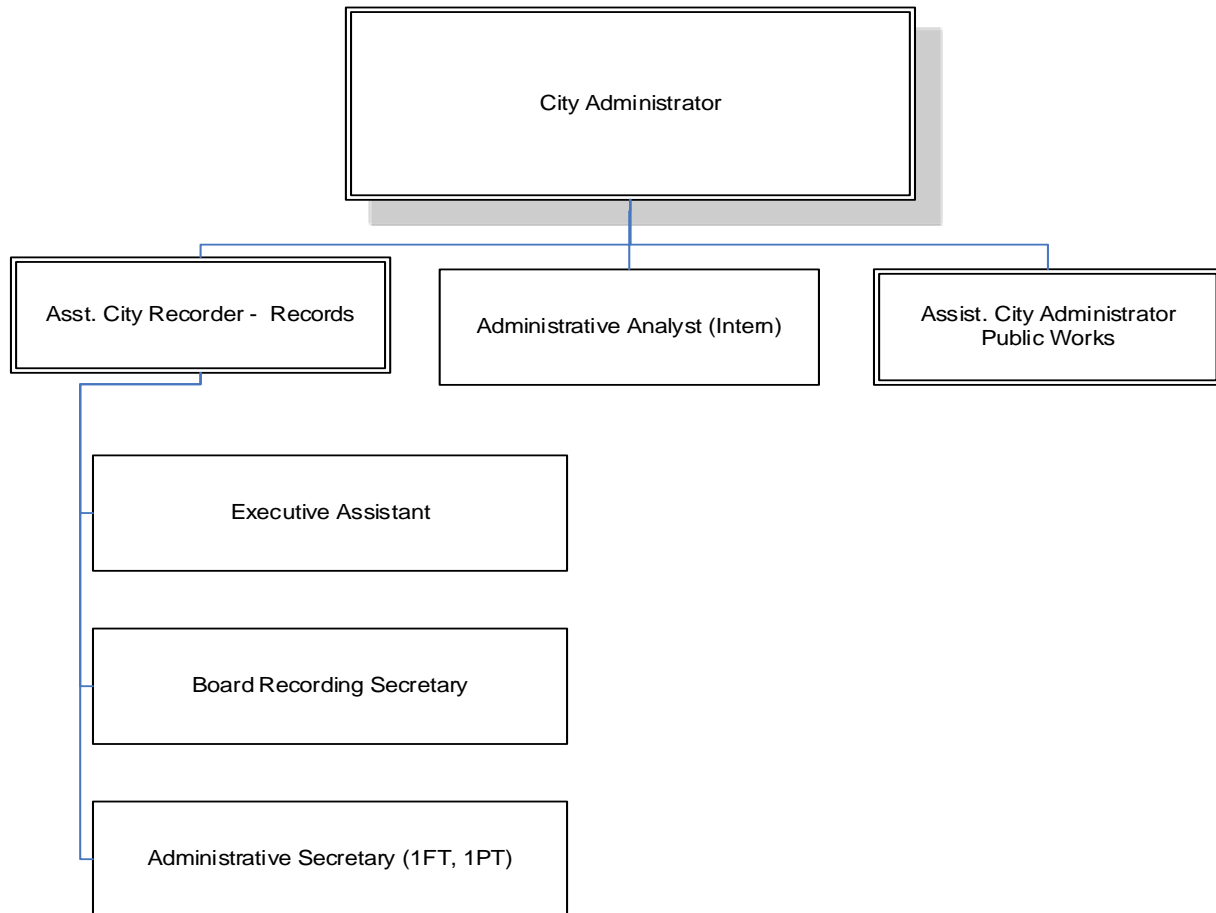 City Administrator
Asst. City Recorder - Records
Administrative Analyst (Intern)
Assist. City Administrator
Public Works
Executive Assistant
Board Recording Secretary
Administrative Secretary (1FT, 1PT)